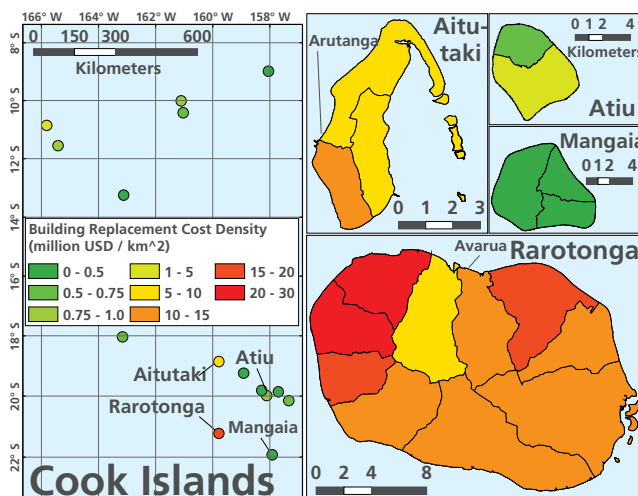 166°W 164°W 162°W 160°W 158°W
8°S
10°S
12°S
14°S
16°S
18°S
20°S
22°S
0 150 300 600
Kilometers
Building Replacement Cost Density
(million USD / km^2)
0 - 0.5
0.5 - 0.75
0.75 - 1.0
1 - 5
5 - 10
10 - 15
15 - 20
20 - 30
Atiu
Aitutaki
Rarotonga
Mangaia
Cook Islands
Aitu-
taki
Arutanga
0 1 2 3
0 1 2 4
Kilometers
Atiu
Mangaia
0 1 2 4
Avarua
Rarotonga
0 2 4 8